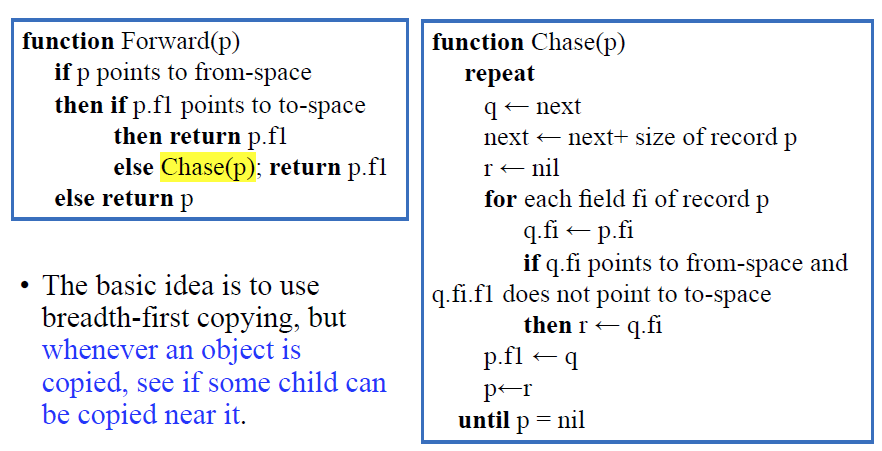 function Forward(p)
if p points to from-space
then if p.f1 points to to-space
then return p.f1
else Chase(p); return p.f1
else return p
• The basic idea is to use
breadth-first copying, but
whenever an object is
copied, see if some child can
be copied near it.
function Chase(p)
repeat
q ← next
next ← next+ size of record p
r ← nil
for each field fi of record p
q.fi ← p.fi
if q.fi points to from-space and
q.fi.f1 does not point to to-space
then r ← q.fi
p.f1 ← q
p←r
until p = nil